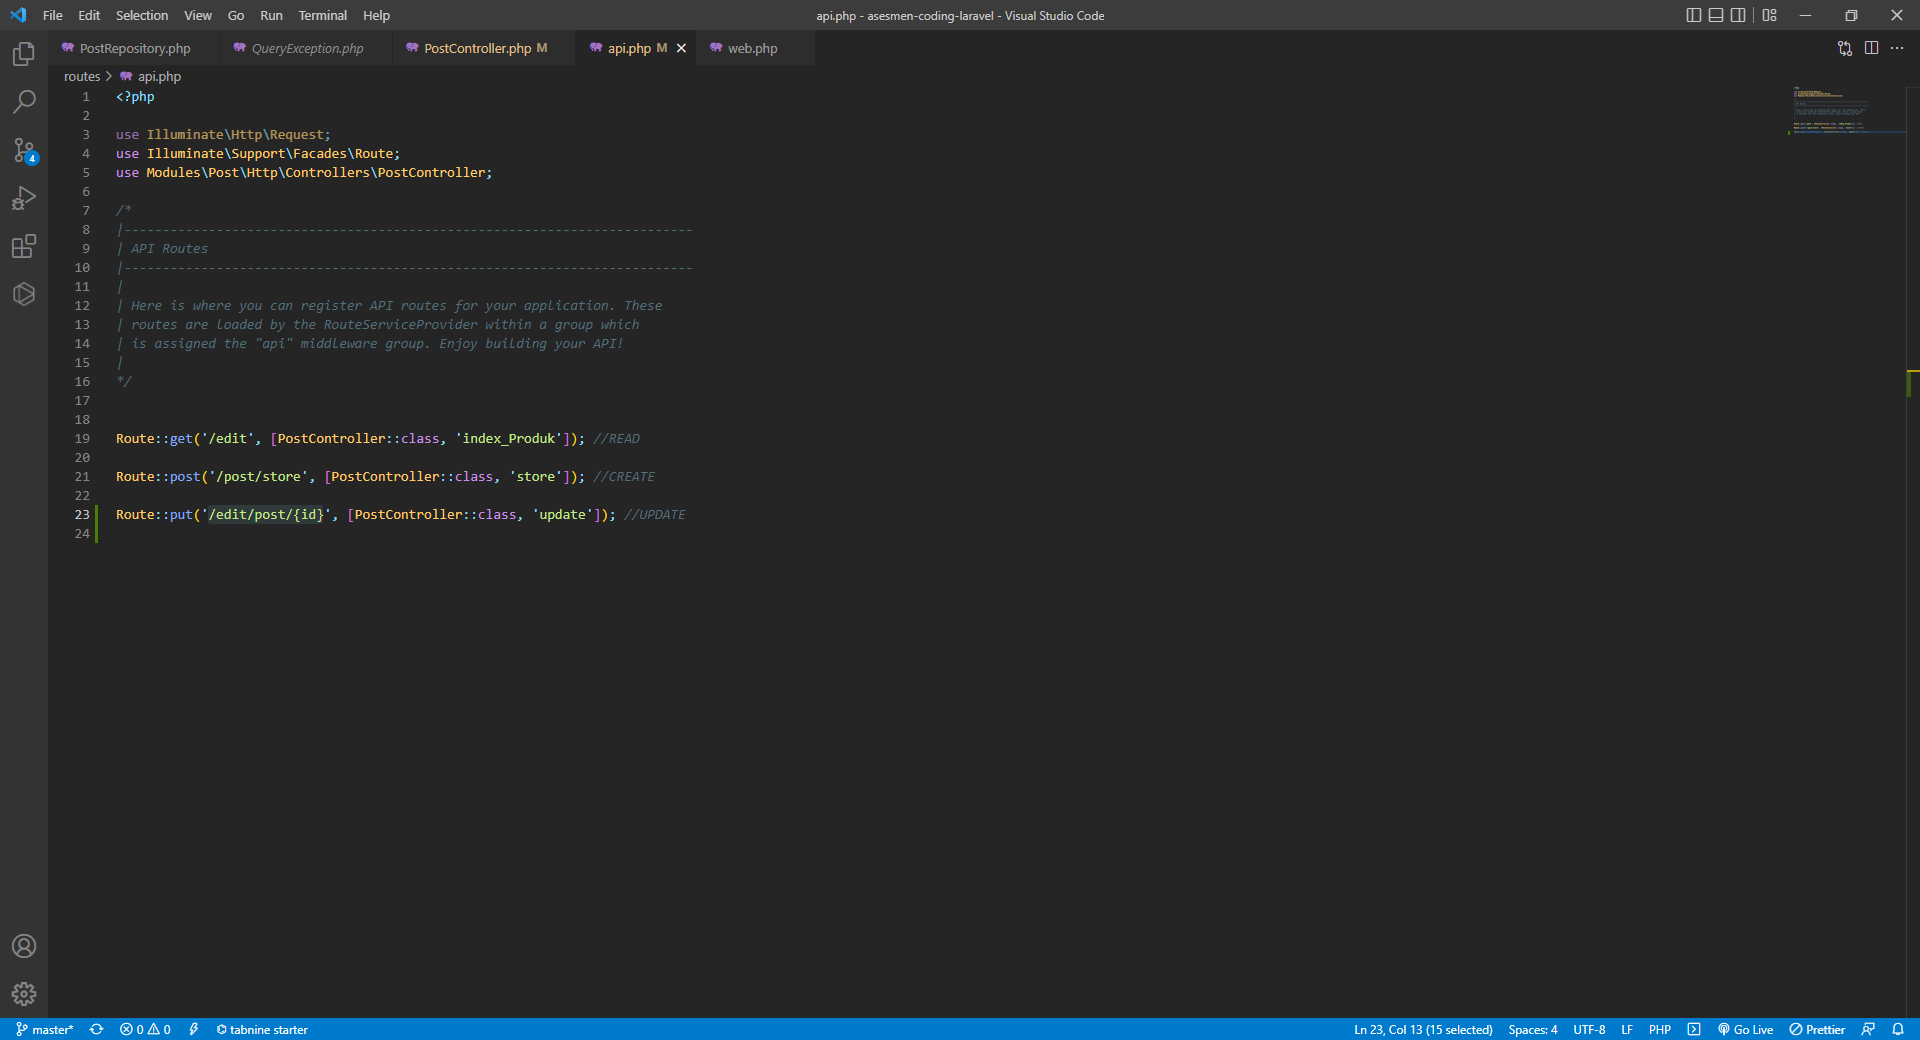 File Edit Selection View Go Run Terminal Help
api.php - asesmen-coding-laravel - Visual Studio Code
PostRepository.php
QueryException.php
PostController.php M
api.php M
web.php
routes > api.php
4
1 <?php
2
3 use Illuminate\Http\Request;
4 use Illuminate\Support\Facades\Route;
5 use Modules\Post\Http\Controllers\PostController;
6
7 /*
8 |--------------------------------------------------------------------------
9 | API Routes
10 |--------------------------------------------------------------------------
11 |
12 | Here is where you can register API routes for your application. These
13 | routes are loaded by the RouteServiceProvider within a group which
14 | is assigned the "api" middleware group. Enjoy building your API!
15 |
16 */
17
18
19 Route::get('/edit', [PostController::class, 'index_Produk']); //READ
20
21 Route::post('/post/store', [PostController::class, 'store']); //CREATE
22
23 Route::put('/edit/post/{id}', [PostController::class, 'update']); //UPDATE
24
master* 0 0 tabnine starter
Ln 23, Col 13 (15 selected) Spaces: 4 UTF-8 LF PHP Go Live Prettier